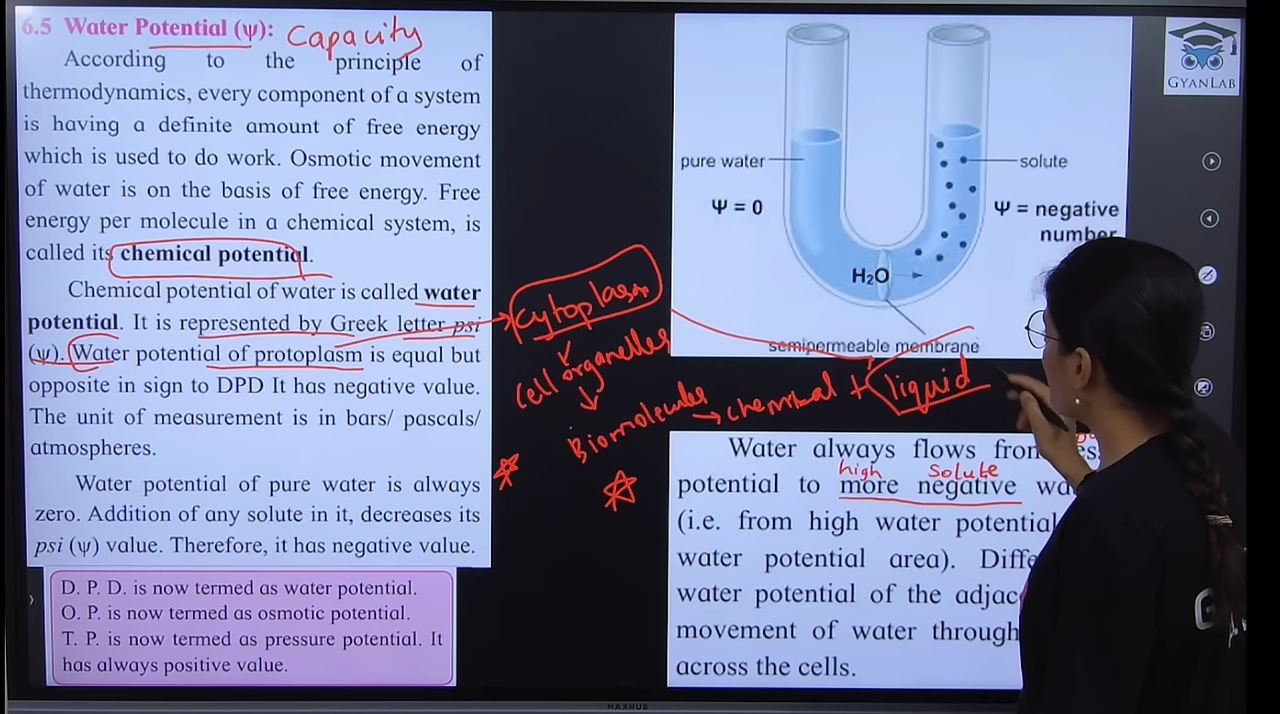 6.5 Water Potential (ψ): Capacity
According to the principle of
thermodynamics, every component of a system
is having a definite amount of free energy
which is used to do work. Osmotic movement
of water is on the basis of free energy. Free
energy per molecule in a chemical system, is
called its chemical potential.
Chemical potential of water is called water
potential. It is represented by Greek letter psi
(ψ). Water potential of protoplasm is equal but
opposite in sign to DPD It has negative value.
The unit of measurement is in bars/ pascals/
atmospheres.
Water potential of pure water is always
zero. Addition of any solute in it, decreases its
psi (ψ) value. Therefore, it has negative value.
D. P. D. is now termed as water potential.
O. P. is now termed as osmotic potential.
T. P. is now termed as pressure potential. It
has always positive value.
Cytoplasm
Cell organelles
Biomolecules → chemical + liquid
pure water
Ψ = 0
solute
Ψ = negative
number
H₂O
semipermeable membrane
Water always flows from
high solute
potential to more negative
(i.e. from high water potential
water potential area).
water potential of the
movement of water through
across the cells.
GYANLAB
MAXHUB